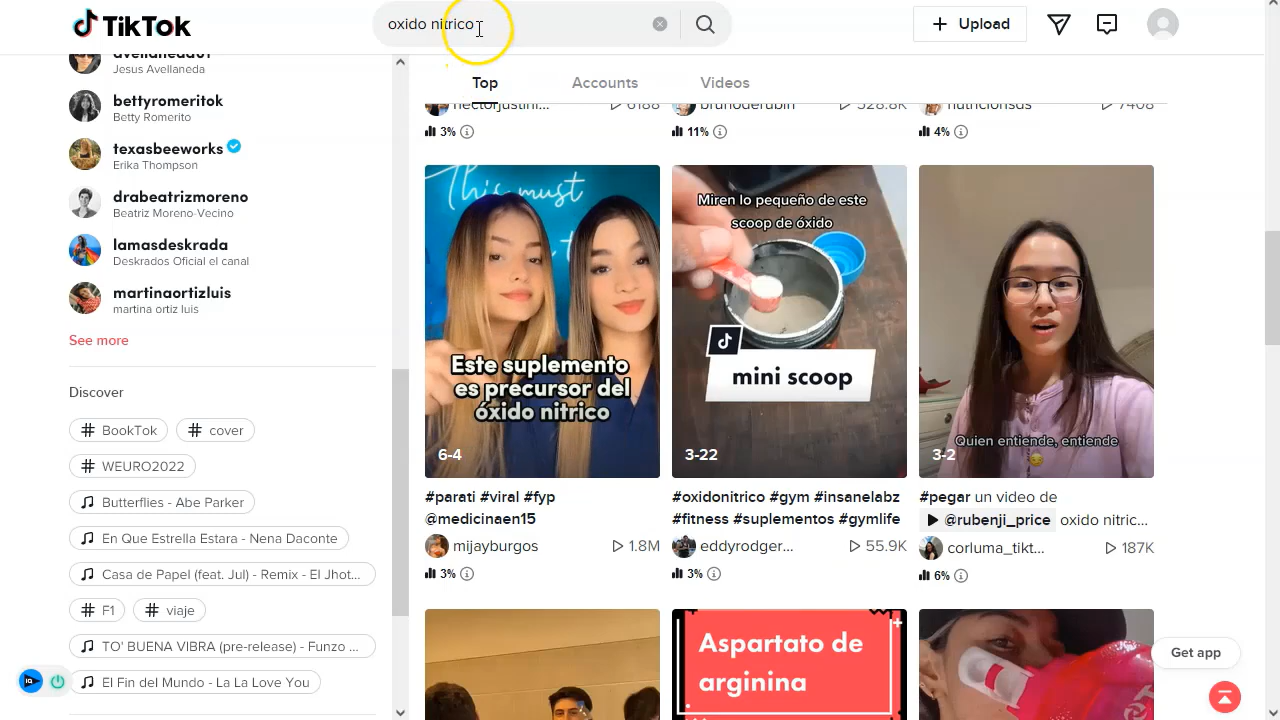 TikTok
oxido nitrico
Upload
Jesus Avellaneda
bettyromeritok
Betty Romerito
texasbeeworks
Erika Thompson
drabeatrizmoreno
Beatriz Moreno-Vecino
lamasdeskrada
Deskrados Oficial el canal
martinaortizluis
martina ortiz luis
See more
Discover
# BookTok
# cover
# WEURO2022
Butterflies - Abe Parker
En Que Estrella Estara - Nena Daconte
Casa de Papel (feat. Jul) - Remix - El Jhot...
# F1
# viaje
TO' BUENA VIBRA (pre-release) - Funzo ...
El Fin del Mundo - La La Love You
Top
Accounts
Videos
3%
11%
4%
This must
Este suplemento
es precursor del
óxido nitrico
6-4
#parati #viral #fyp
@medicinaen15
mijayburgos
1.8M
3%
Miren lo pequeño de este
scoop de óxido
mini scoop
3-22
#oxidonitrico #gym #insanelabz
#fitness #suplementos #gymlife
eddyrodger...
55.9K
3%
Quien entiende, entiende
3-2
#pegar un video de
@rubenji_price oxido nitric...
corluma_tikt...
187K
6%
Aspartato de
arginina
Get app